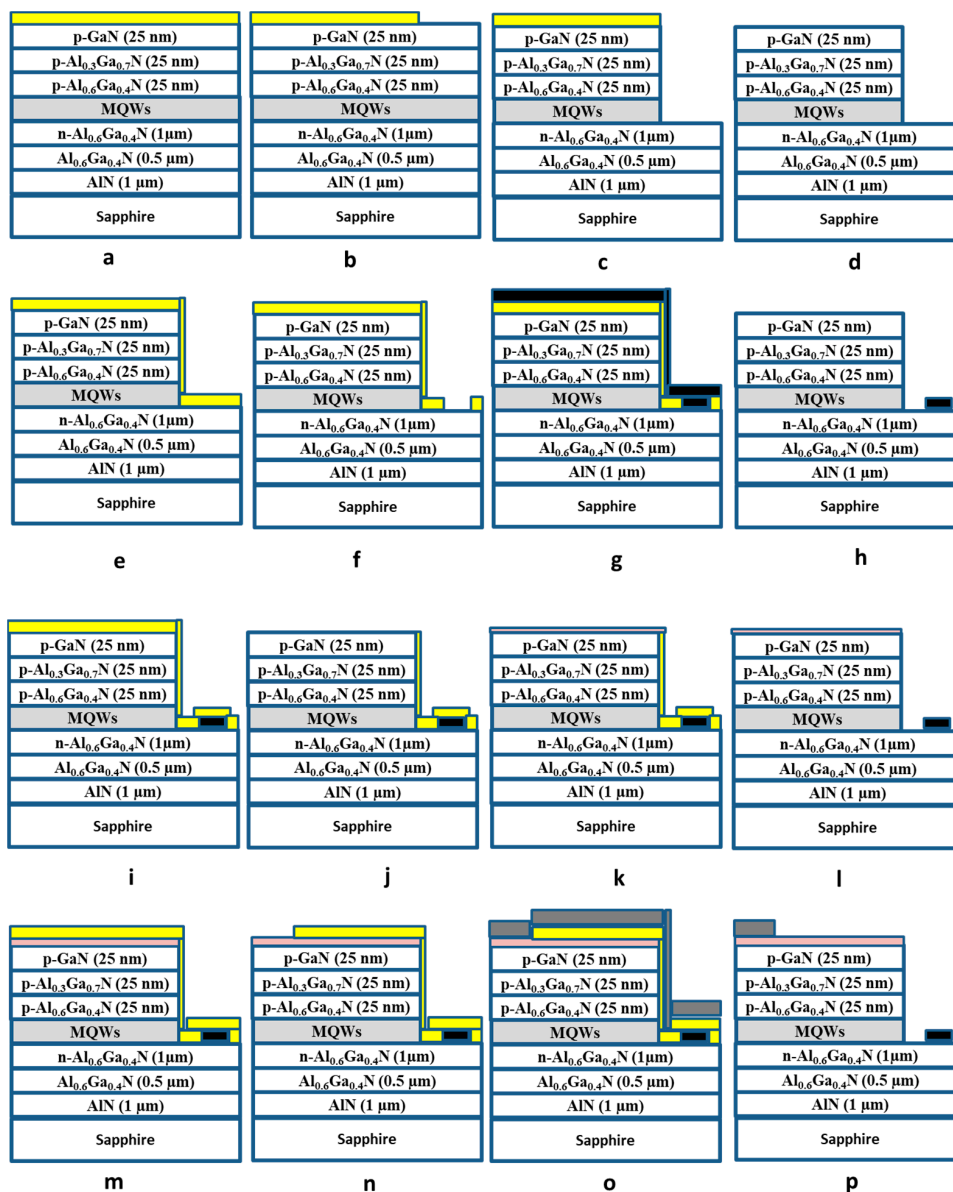 p-GaN (25 nm)
p-Al0.3Ga0.7N (25 nm)
p-Al0.6Ga0.4N (25 nm)
MQWs
n-Al0.6Ga0.4N (1μm)
Al0.6Ga0.4N (0.5 μm)
AlN (1 μm)
Sapphire
a
p-GaN (25 nm)
p-Al0.3Ga0.7N (25 nm)
p-Al0.6Ga0.4N (25 nm)
MQWs
n-Al0.6Ga0.4N (1μm)
Al0.6Ga0.4N (0.5 μm)
AlN (1 μm)
Sapphire
b
p-GaN (25 nm)
p-Al0.3Ga0.7N (25 nm)
p-Al0.6Ga0.4N (25 nm)
MQWs
n-Al0.6Ga0.4N (1μm)
Al0.6Ga0.4N (0.5 μm)
AlN (1 μm)
Sapphire
c
p-GaN (25 nm)
p-Al0.3Ga0.7N (25 nm)
p-Al0.6Ga0.4N (25 nm)
MQWs
n-Al0.6Ga0.4N (1μm)
Al0.6Ga0.4N (0.5 μm)
AlN (1 μm)
Sapphire
d
p-GaN (25 nm)
p-Al0.3Ga0.7N (25 nm)
p-Al0.6Ga0.4N (25 nm)
MQWs
n-Al0.6Ga0.4N (1μm)
Al0.6Ga0.4N (0.5 μm)
AlN (1 μm)
Sapphire
e
p-GaN (25 nm)
p-Al0.3Ga0.7N (25 nm)
p-Al0.6Ga0.4N (25 nm)
MQWs
n-Al0.6Ga0.4N (1μm)
Al0.6Ga0.4N (0.5 μm)
AlN (1 μm)
Sapphire
f
p-GaN (25 nm)
p-Al0.3Ga0.7N (25 nm)
p-Al0.6Ga0.4N (25 nm)
MQWs
n-Al0.6Ga0.4N (1μm)
Al0.6Ga0.4N (0.5 μm)
AlN (1 μm)
Sapphire
g
p-GaN (25 nm)
p-Al0.3Ga0.7N (25 nm)
p-Al0.6Ga0.4N (25 nm)
MQWs
n-Al0.6Ga0.4N (1μm)
Al0.6Ga0.4N (0.5 μm)
AlN (1 μm)
Sapphire
h
p-GaN (25 nm)
p-Al0.3Ga0.7N (25 nm)
p-Al0.6Ga0.4N (25 nm)
MQWs
n-Al0.6Ga0.4N (1μm)
Al0.6Ga0.4N (0.5 μm)
AlN (1 μm)
Sapphire
i
p-GaN (25 nm)
p-Al0.3Ga0.7N (25 nm)
p-Al0.6Ga0.4N (25 nm)
MQWs
n-Al0.6Ga0.4N (1μm)
Al0.6Ga0.4N (0.5 μm)
AlN (1 μm)
Sapphire
j
p-GaN (25 nm)
p-Al0.3Ga0.7N (25 nm)
p-Al0.6Ga0.4N (25 nm)
MQWs
n-Al0.6Ga0.4N (1μm)
Al0.6Ga0.4N (0.5 μm)
AlN (1 μm)
Sapphire
k
p-GaN (25 nm)
p-Al0.3Ga0.7N (25 nm)
p-Al0.6Ga0.4N (25 nm)
MQWs
n-Al0.6Ga0.4N (1μm)
Al0.6Ga0.4N (0.5 μm)
AlN (1 μm)
Sapphire
l
p-GaN (25 nm)
p-Al0.3Ga0.7N (25 nm)
p-Al0.6Ga0.4N (25 nm)
MQWs
n-Al0.6Ga0.4N (1μm)
Al0.6Ga0.4N (0.5 μm)
AlN (1 μm)
Sapphire
m
p-GaN (25 nm)
p-Al0.3Ga0.7N (25 nm)
p-Al0.6Ga0.4N (25 nm)
MQWs
n-Al0.6Ga0.4N (1μm)
Al0.6Ga0.4N (0.5 μm)
AlN (1 μm)
Sapphire
n
p-GaN (25 nm)
p-Al0.3Ga0.7N (25 nm)
p-Al0.6Ga0.4N (25 nm)
MQWs
n-Al0.6Ga0.4N (1μm)
Al0.6Ga0.4N (0.5 μm)
AlN (1 μm)
Sapphire
o
p-GaN (25 nm)
p-Al0.3Ga0.7N (25 nm)
p-Al0.6Ga0.4N (25 nm)
MQWs
n-Al0.6Ga0.4N (1μm)
Al0.6Ga0.4N (0.5 μm)
AlN (1 μm)
Sapphire
p